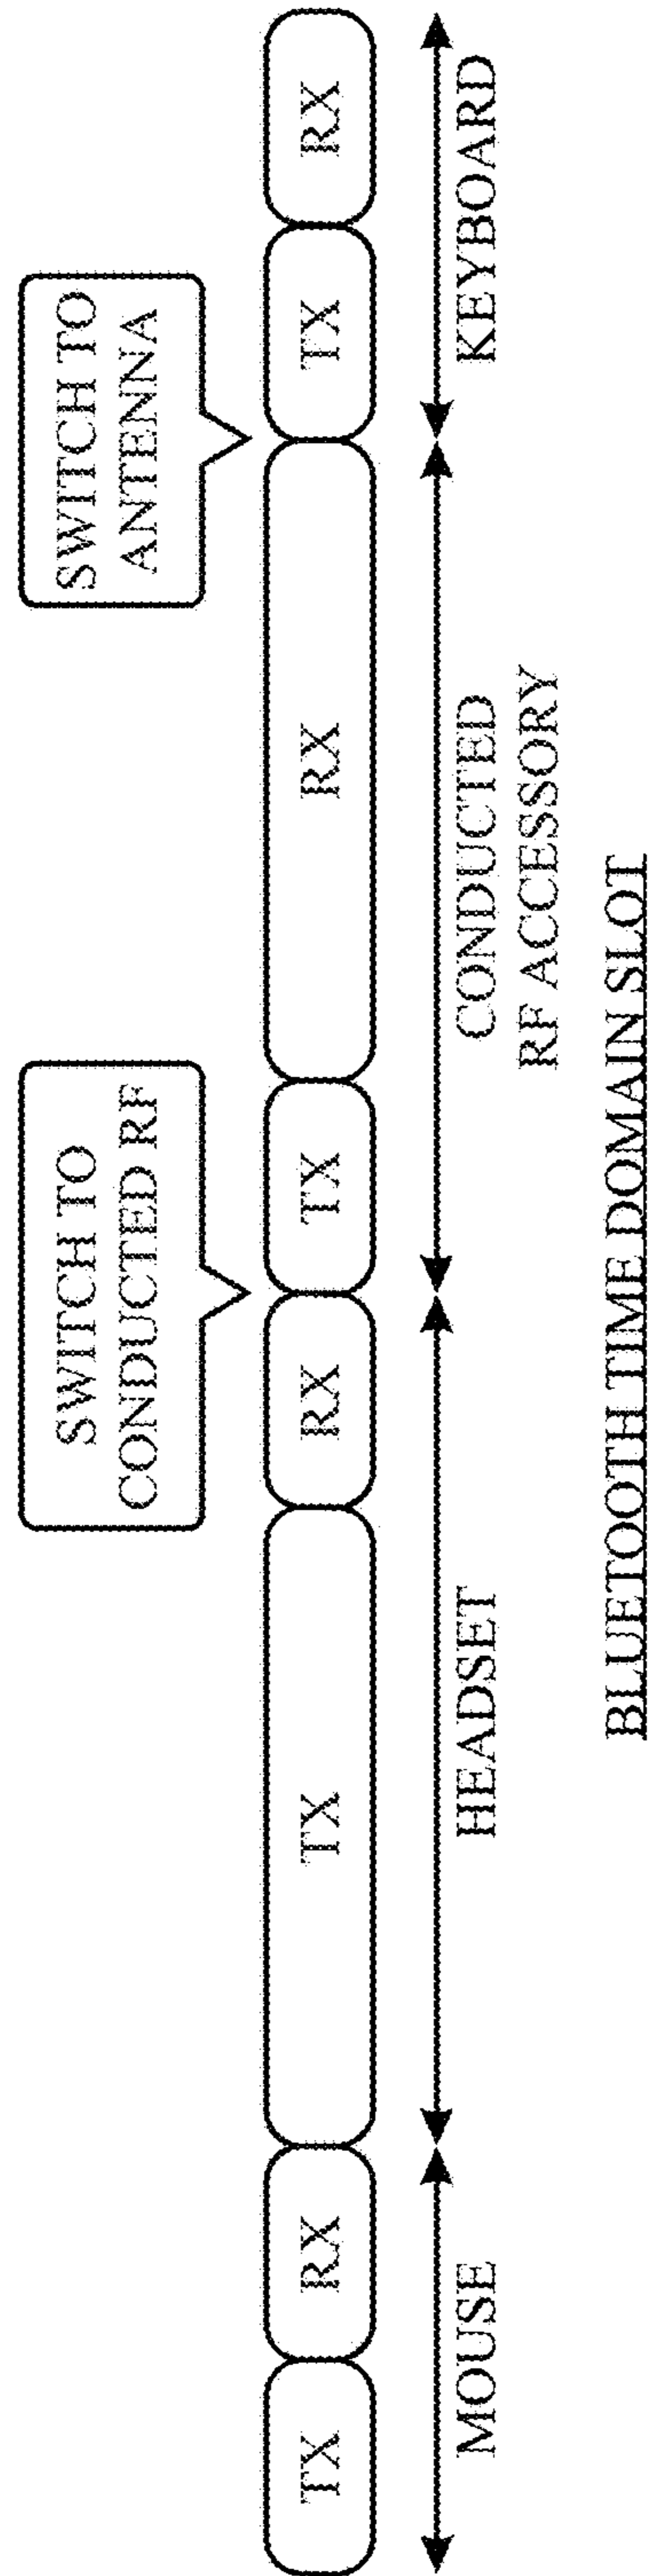 SWITCH TO
CONDUCTED RF
SWITCH TO
ANTENNA
TX
RX
TX
RX
TX
RX
TX
RX
MOUSE
HEADSET
CONDUCTED
RF ACCESSORY
KEYBOARD
BLUETOOTH TIME DOMAIN SLOT